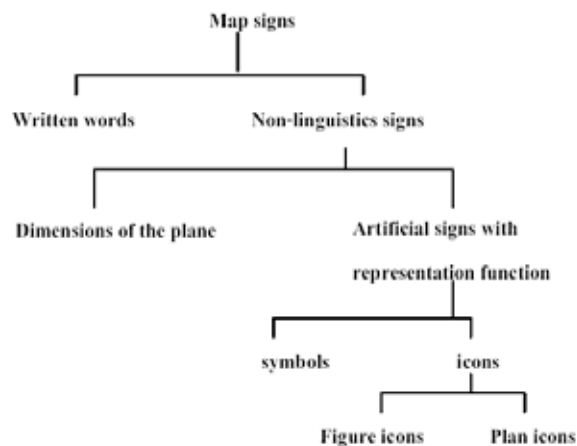 Map signs
Written words
Non-linguistics signs
Dimensions of the plane
Artificial signs with
representation function
symbols
icons
Figure icons
Plan icons